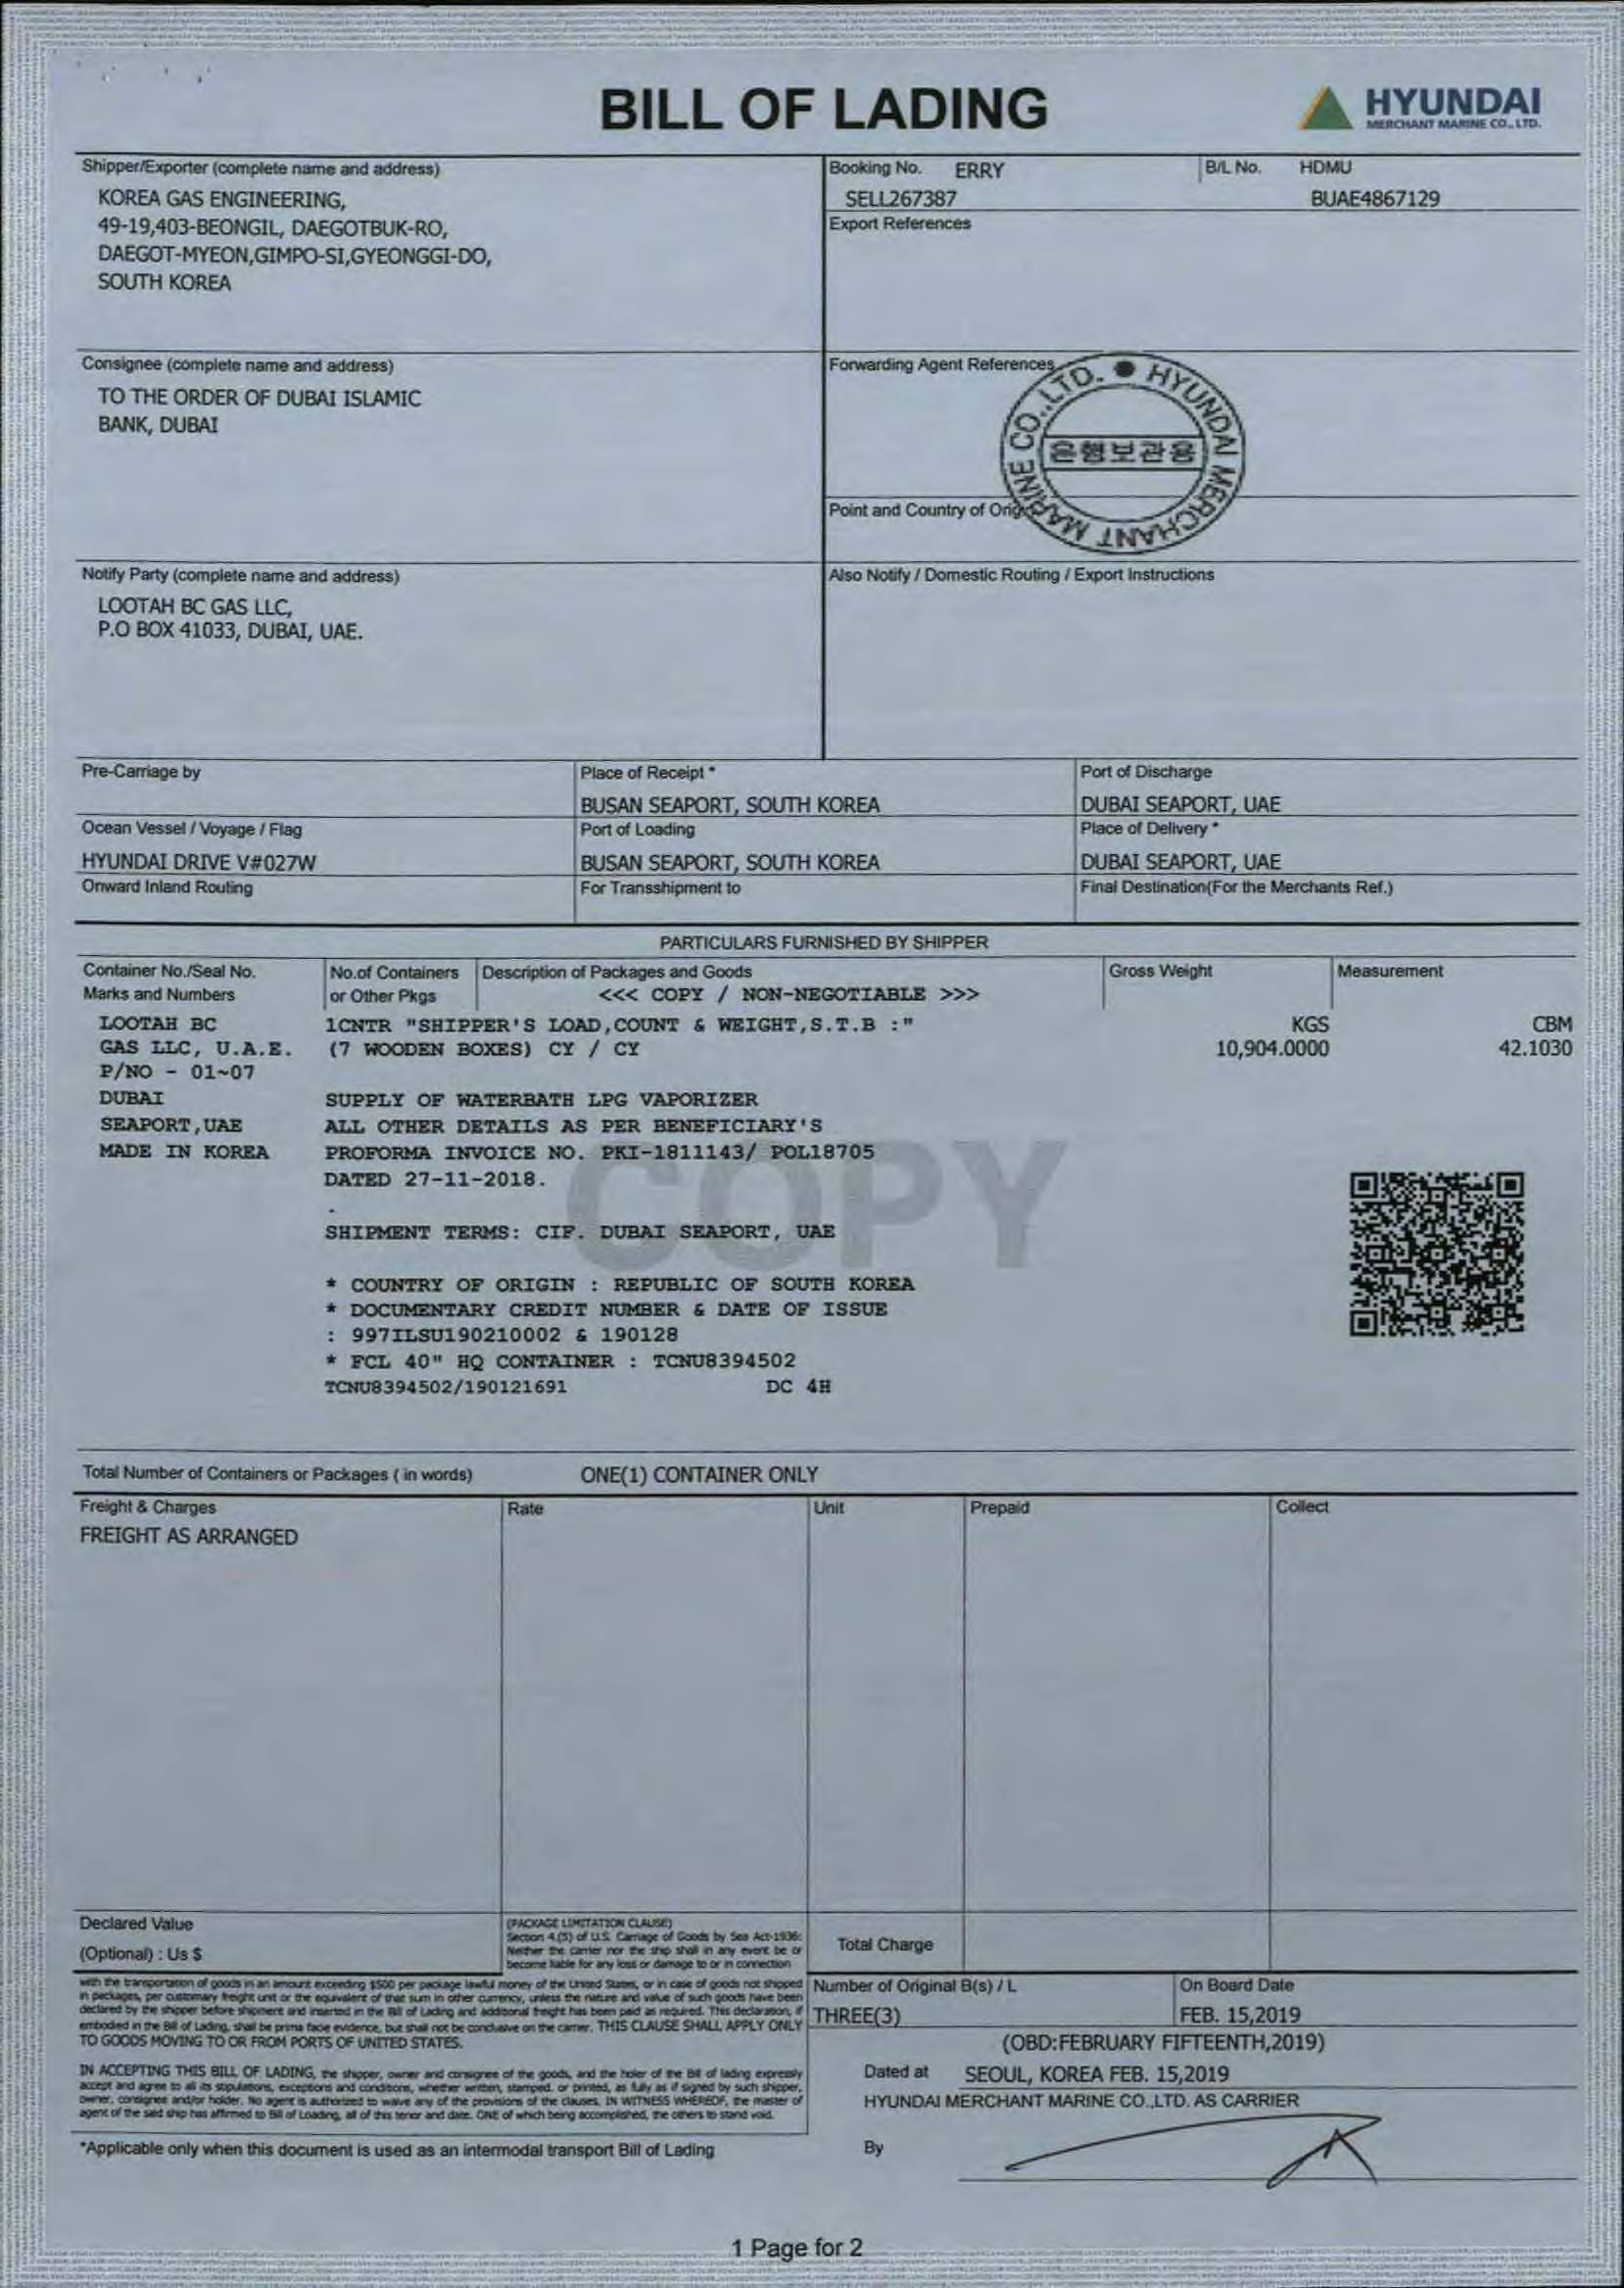 BILL OF LADING
HYUNDAI
MERCHANT MARINE CO., LTD.
Shipper/Exporter (complete name and address)
KOREA GAS ENGINEERING,
49-19,403-BEONGIL, DAEGOTBUK-RO,
DAEGOT-MYEON,GIMPO-SI,GYEONGGI-DO,
SOUTH KOREA
Booking No. ERRY
SELL267387
B/L No. HDMU
BUAE4867129
Export References
Consignee (complete name and address)
TO THE ORDER OF DUBAI ISLAMIC
BANK, DUBAI
Forwarding Agent References
HYUNDAI MERCHANT MARINE CO.,LTD.
은행보관용
Point and Country of Orig
Notify Party (complete name and address)
LOOTAH BC GAS LLC,
P.O BOX 41033, DUBAI, UAE.
Also Notify / Domestic Routing / Export Instructions
Pre-Carriage by
Place of Receipt *
BUSAN SEAPORT, SOUTH KOREA
Port of Discharge
DUBAI SEAPORT, UAE
Ocean Vessel / Voyage / Flag
HYUNDAI DRIVE V#027W
Port of Loading
BUSAN SEAPORT, SOUTH KOREA
Place of Delivery *
DUBAI SEAPORT, UAE
Onward Inland Routing
For Transshipment to
Final Destination(For the Merchants Ref.)
PARTICULARS FURNISHED BY SHIPPER
Container No./Seal No.
Marks and Numbers
No.of Containers
or Other Pkgs
Description of Packages and Goods
<<< COPY / NON-NEGOTIABLE >>>
Gross Weight
Measurement
LOOTAH BC
GAS LLC, U.A.E.
P/NO - 01~07
DUBAI
SEAPORT,UAE
MADE IN KOREA
1CNTR "SHIPPER'S LOAD,COUNT & WEIGHT,S.T.B :"
(7 WOODEN BOXES) CY / CY
KGS
10,904.0000
CBM
42.1030
SUPPLY OF WATERBATH LPG VAPORIZER
ALL OTHER DETAILS AS PER BENEFICIARY'S
PROFORMA INVOICE NO. PKI-1811143/ POL18705
DATED 27-11-2018.
.
COPY
SHIPMENT TERMS: CIF. DUBAI SEAPORT, UAE
* COUNTRY OF ORIGIN : REPUBLIC OF SOUTH KOREA
* DOCUMENTARY CREDIT NUMBER & DATE OF ISSUE
: 997ILSU190210002 & 190128
* FCL 40" HQ CONTAINER : TCNU8394502
TCNU8394502/190121691 DC 4H
Total Number of Containers or Packages ( in words) ONE(1) CONTAINER ONLY
Freight & Charges
Rate
Unit
Prepaid
Collect
FREIGHT AS ARRANGED
Declared Value
(Optional) : Us $
(PACKAGE LIMITATION CLAUSE)
Section 4.(5) of U.S. Carriage of Goods by Sea Act-1936:
Neither the carrier nor the ship shall in any event be or
become liable for any loss or damage to or in connection
Total Charge
with the transportation of goods in an amount exceeding $500 per package lawful money of the United States, or in case of goods not shipped
in packages, per customary freight unit or the equivalent of that sum in other currency, unless the nature and value of such goods have been
declared by the shipper before shipment and inserted in the Bill of Lading and additional freight has been paid as required. This declaration, if
embodied in the Bill of Lading, shall be prima facie evidence, but shall not be conclusive on the carrier. THIS CLAUSE SHALL APPLY ONLY
TO GOODS MOVING TO OR FROM PORTS OF UNITED STATES.
IN ACCEPTING THIS BILL OF LADING, the shipper, owner and consignee of the goods, and the holer of the Bill of lading expressly
accept and agree to all its stipulations, exceptions and conditions, whether written, stamped, or printed, as fully as if signed by such shipper,
owner, consignee and/or holder. No agent is authorized to waive any of the provisions of the clauses. IN WITNESS WHEREOF, the master of
agent of the said ship has affirmed to Bill of Loading, all of this tenor and date. ONE of which being accomplished, the others to stand void.
*Applicable only when this document is used as an intermodal transport Bill of Lading
Number of Original B(s) / L
THREE(3)
On Board Date
FEB. 15,2019
(OBD:FEBRUARY FIFTEENTH,2019)
Dated at SEOUL, KOREA FEB. 15,2019
HYUNDAI MERCHANT MARINE CO.,LTD. AS CARRIER
By
1 Page for 2